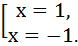 [ x = 1,
x = −1.